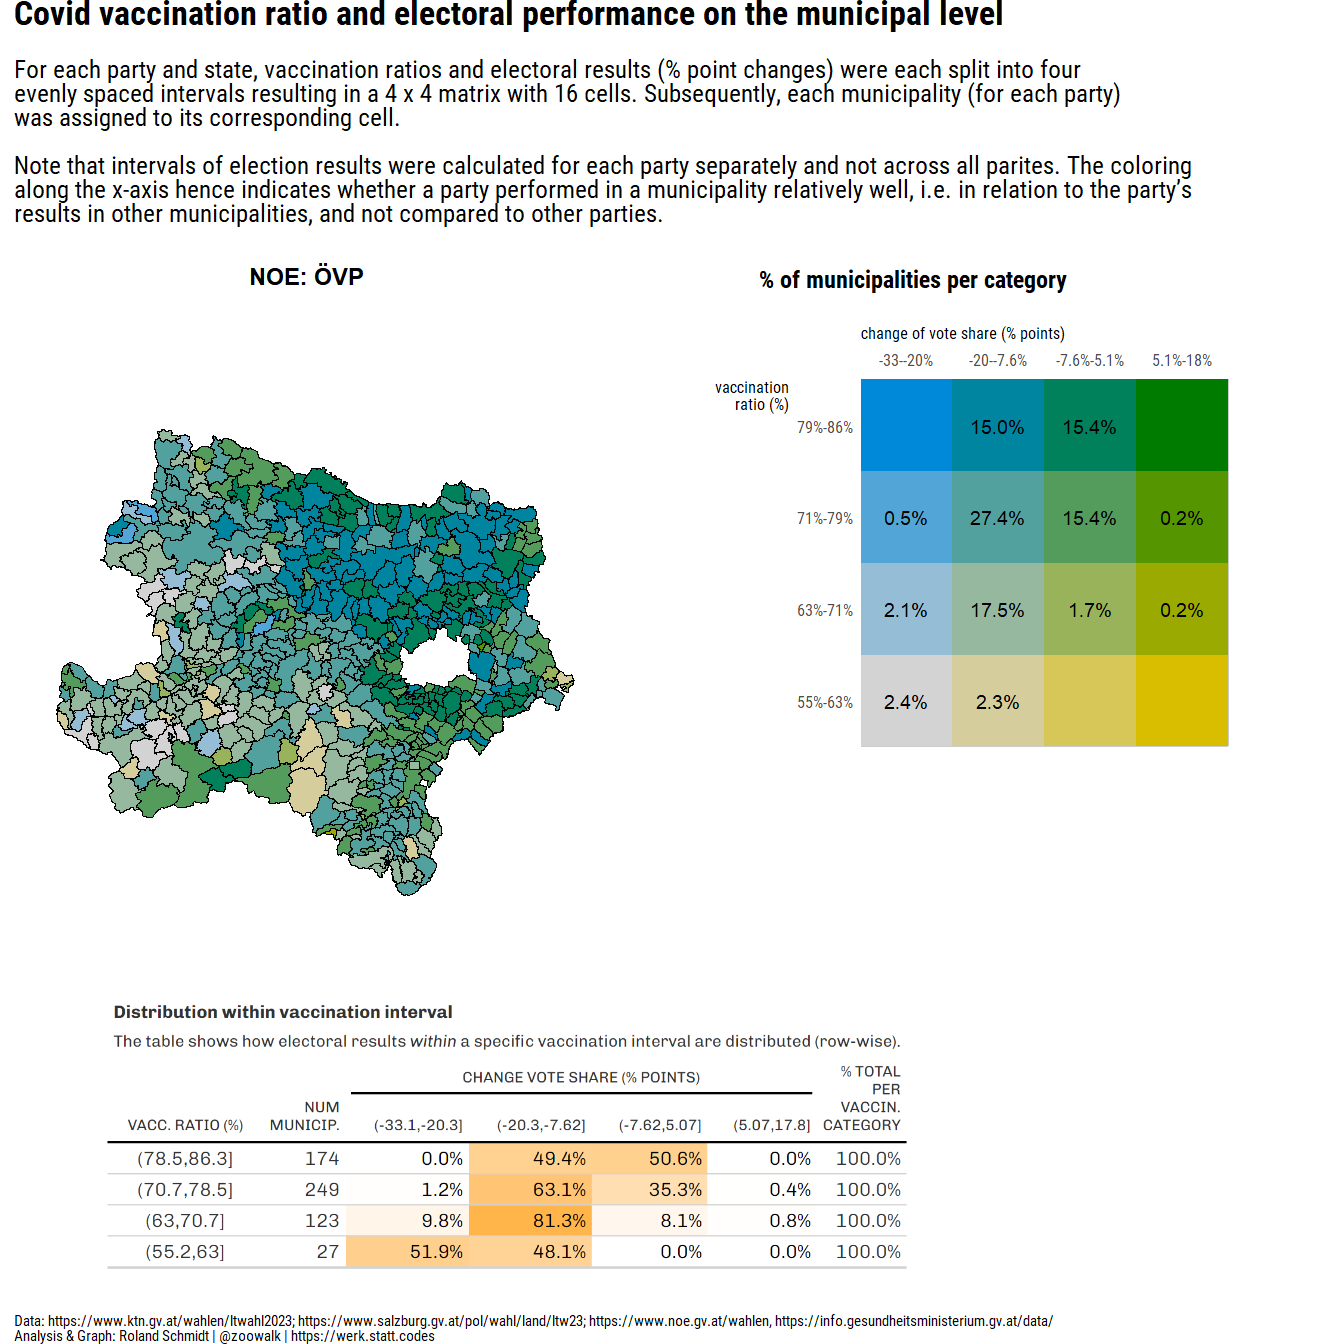 Covid vaccination ratio and electoral performance on the municipal level
For each party and state, vaccination ratios and electoral results (% point changes) were each split into four
evenly spaced intervals resulting in a 4 x 4 matrix with 16 cells. Subsequently, each municipality (for each party)
was assigned to its corresponding cell.
Note that intervals of election results were calculated for each party separately and not across all parites. The coloring
along the x-axis hence indicates whether a party performed in a municipality relatively well, i.e. in relation to the party's
results in other municipalities, and not compared to other parties.
NOE: ÖVP
% of municipalities per category
change of vote share (% points)
-33--20% -20--7.6% -7.6%-5.1% 5.1%-18%
vaccination
ratio (%)
79%-86% 15.0% 15.4%
71%-79% 0.5% 27.4% 15.4% 0.2%
63%-71% 2.1% 17.5% 1.7% 0.2%
55%-63% 2.4% 2.3%
Distribution within vaccination interval
The table shows how electoral results within a specific vaccination interval are distributed (row-wise).
CHANGE VOTE SHARE (% POINTS)
% TOTAL
PER
VACCIN.
CATEGORY
VACC. RATIO (%)
NUM
MUNICIP.
(-33.1,-20.3] (-20.3,-7.62] (-7.62,5.07] (5.07,17.8]
(78.5,86.3] 174 0.0% 49.4% 50.6% 0.0% 100.0%
(70.7,78.5] 249 1.2% 63.1% 35.3% 0.4% 100.0%
(63,70.7] 123 9.8% 81.3% 8.1% 0.8% 100.0%
(55.2,63] 27 51.9% 48.1% 0.0% 0.0% 100.0%
Data: https://www.ktn.gv.at/wahlen/ltwahl2023; https://www.salzburg.gv.at/pol/wahl/land/ltw23; https://www.noe.gv.at/wahlen, https://info.gesundheitsministerium.gv.at/data/
Analysis & Graph: Roland Schmidt | @zoowalk | https://werk.statt.codes